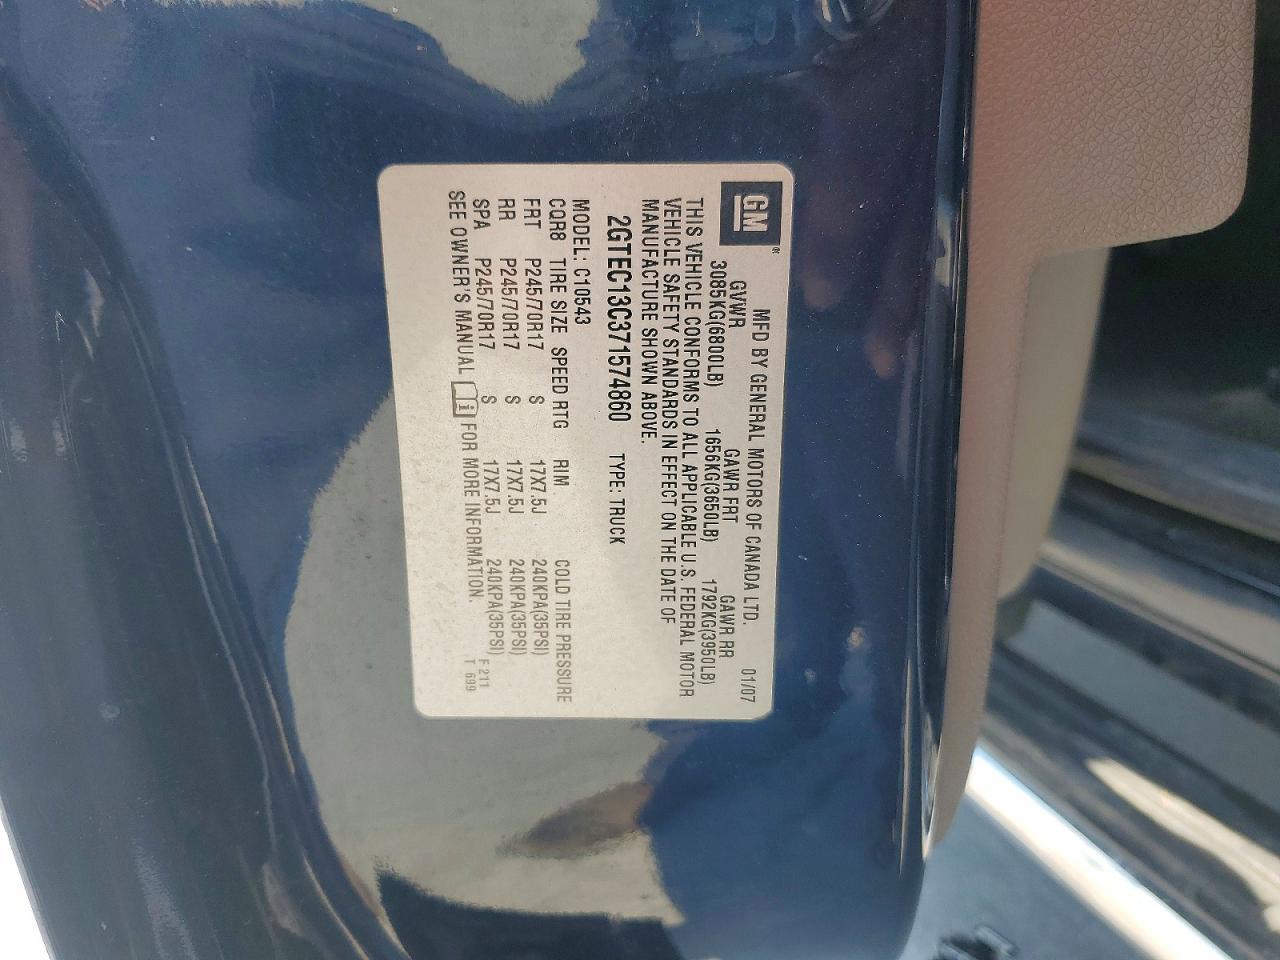 GM
MFD BY GENERAL MOTORS OF CANADA LTD. 01/07
GVWR GAWR FRT GAWR RR
3085KG(6800LB) 1656KG(3650LB) 1792KG(3950LB)
THIS VEHICLE CONFORMS TO ALL APPLICABLE U.S. FEDERAL MOTOR
VEHICLE SAFETY STANDARDS IN EFFECT ON THE DATE OF
MANUFACTURE SHOWN ABOVE.
2GTEC13C371574860 TYPE: TRUCK
MODEL: C10543
CQR8 TIRE SIZE SPEED RTG RIM COLD TIRE PRESSURE
FRT P245/70R17 S 17X7.5J 240KPA(35PSI)
RR P245/70R17 S 17X7.5J 240KPA(35PSI)
SPA P245/70R17 S 17X7.5J 240KPA(35PSI)
SEE OWNER'S MANUAL i FOR MORE INFORMATION.
F 211
T 699